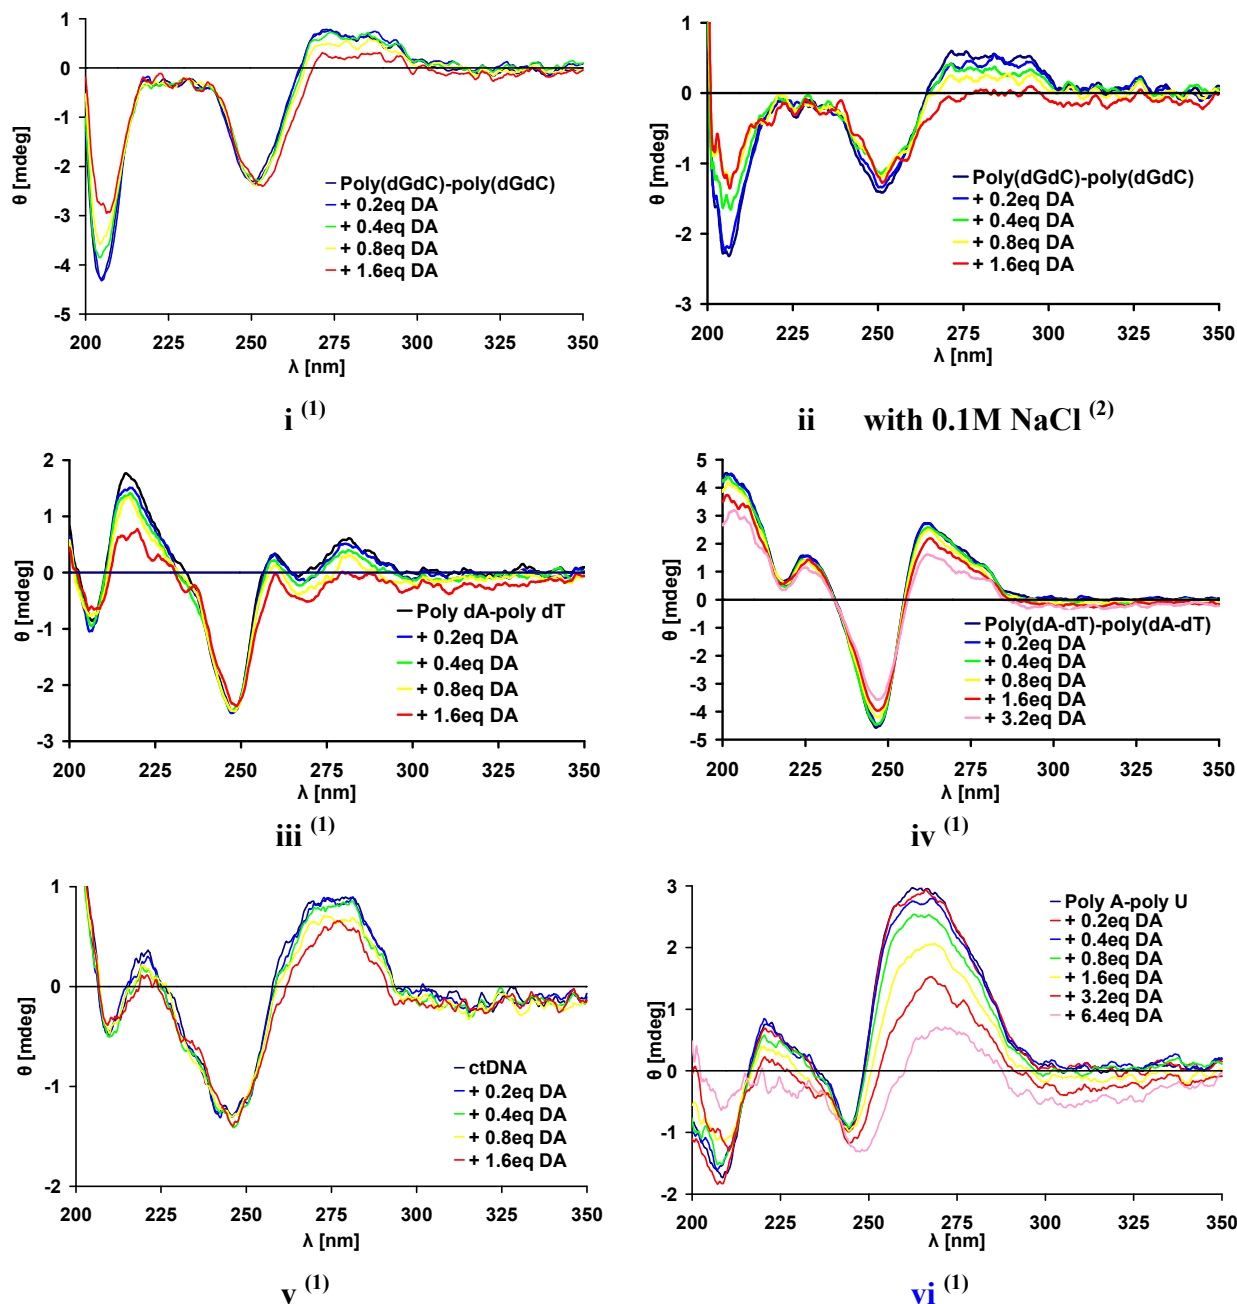 1
0
-1
-2
-3
-4
-5
θ [mdeg]
Poly(dGdC)-poly(dGdC)
+ 0.2eq DA
+ 0.4eq DA
+ 0.8eq DA
+ 1.6eq DA
200 225 250 275 300 325 350
λ [nm]
i (1)
1
0
-1
-2
-3
θ [mdeg]
Poly(dGdC)-poly(dGdC)
+ 0.2eq DA
+ 0.4eq DA
+ 0.8eq DA
+ 1.6eq DA
200 225 250 275 300 325 350
λ [nm]
ii with 0.1M NaCl (2)
2
1
0
-1
-2
-3
θ [mdeg]
Poly dA-poly dT
+ 0.2eq DA
+ 0.4eq DA
+ 0.8eq DA
+ 1.6eq DA
200 225 250 275 300 325 350
λ [nm]
iii (1)
5
4
3
2
1
0
-1
-2
-3
-4
-5
θ [mdeg]
Poly(dA-dT)-poly(dA-dT)
+ 0.2eq DA
+ 0.4eq DA
+ 0.8eq DA
+ 1.6eq DA
+ 3.2eq DA
200 225 250 275 300 325 350
λ [nm]
iv (1)
1
0
-1
-2
θ [mdeg]
ctDNA
+ 0.2eq DA
+ 0.4eq DA
+ 0.8eq DA
+ 1.6eq DA
200 225 250 275 300 325 350
λ [nm]
v (1)
3
2
1
0
-1
-2
θ [mdeg]
Poly A-poly U
+ 0.2eq DA
+ 0.4eq DA
+ 0.8eq DA
+ 1.6eq DA
+ 3.2eq DA
+ 6.4eq DA
200 225 250 275 300 325 350
λ [nm]
vi (1)